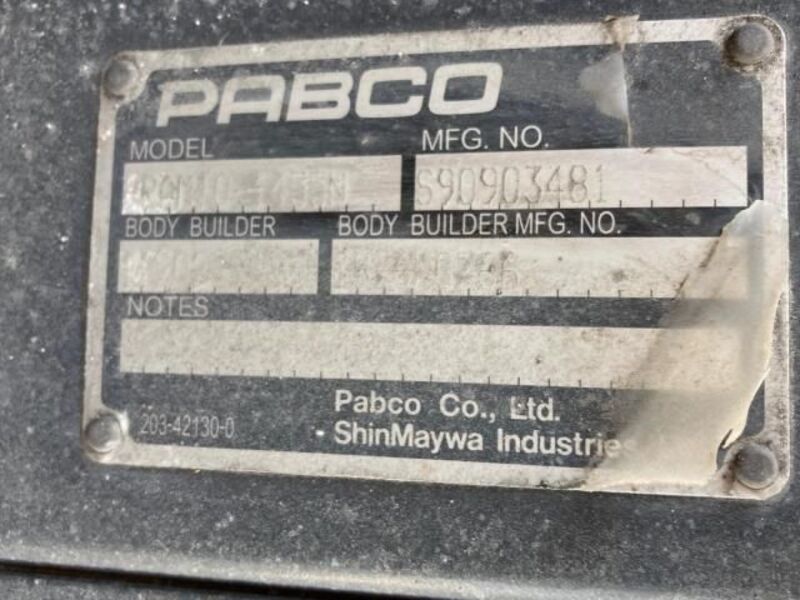 PABCO
MODEL MFG. NO.
S90903481
BODY BUILDER BODY BUILDER MFG. NO.
NOTES
Pabco Co., Ltd.
203-42130-0
· ShinMaywa Industrie